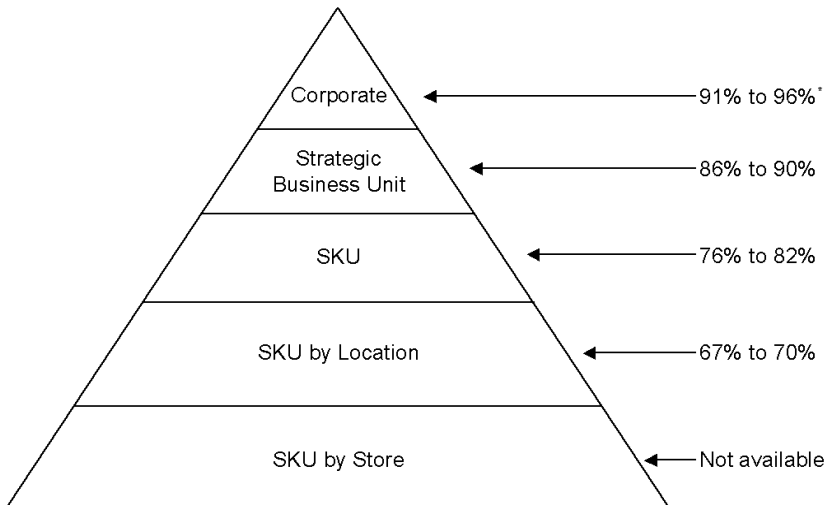 Corporate
91% to 96%*
Strategic
Business Unit
86% to 90%
SKU
76% to 82%
SKU by Location
67% to 70%
SKU by Store
Not available